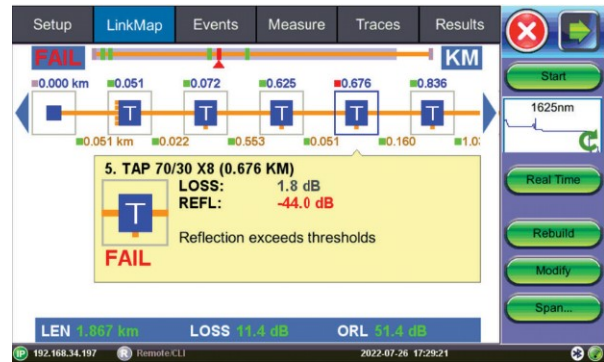 Setup LinkMap Events Measure Traces Results
FAIL KM
0.000 km 0.051 0.072 0.625 0.676 0.836
Start
1625nm
T T T T T
0.051 km 0.022 0.553 0.051 0.160
5. TAP 70/30 X8 (0.676 KM)
LOSS: 1.8 dB
REFL: -44.0 dB
T
Reflection exceeds thresholds
FAIL
Real Time
Rebuild
Modify
Span...
LEN 1.867 km LOSS 11.4 dB ORL 51.4 dB
IP 192.168.34.197 R Remote/CLI 2022-07-26 17:29:21